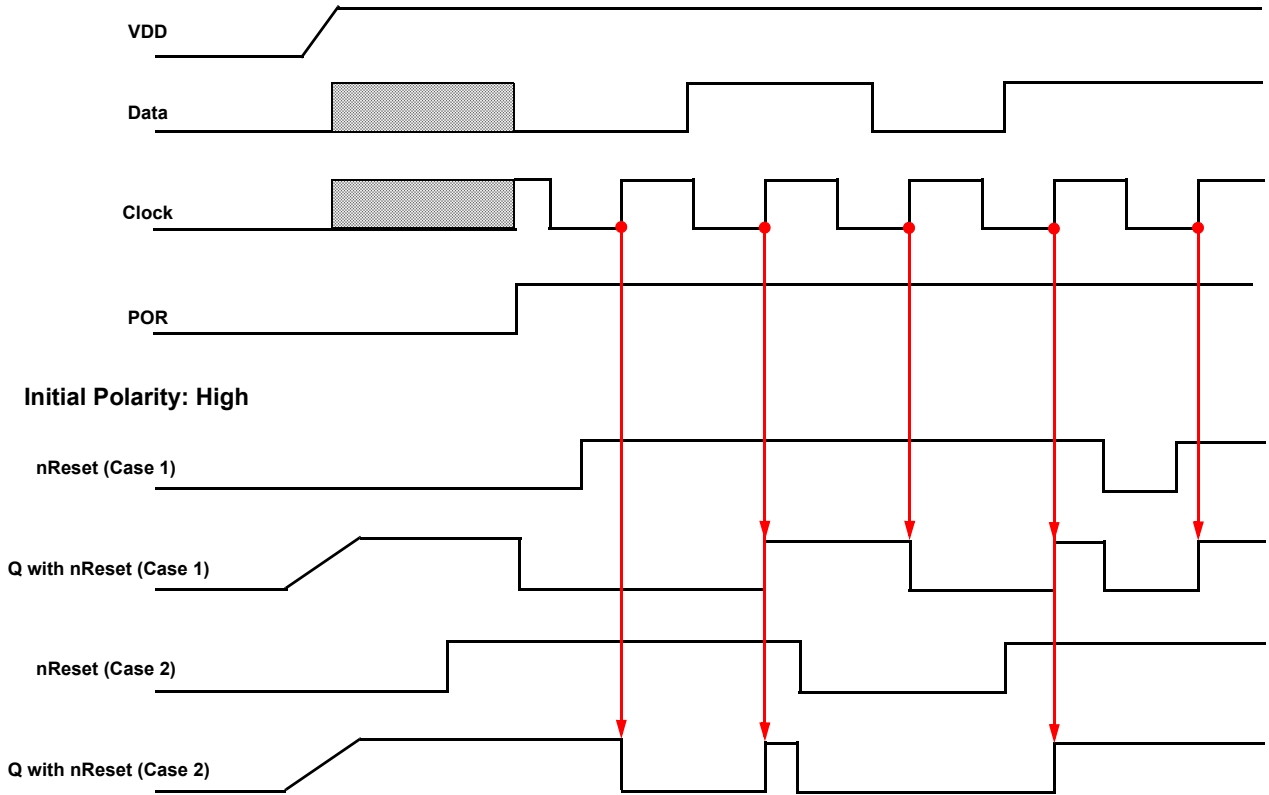 VDD
Data
Clock
POR
Initial Polarity: High
nReset (Case 1)
Q with nReset (Case 1)
nReset (Case 2)
Q with nReset (Case 2)